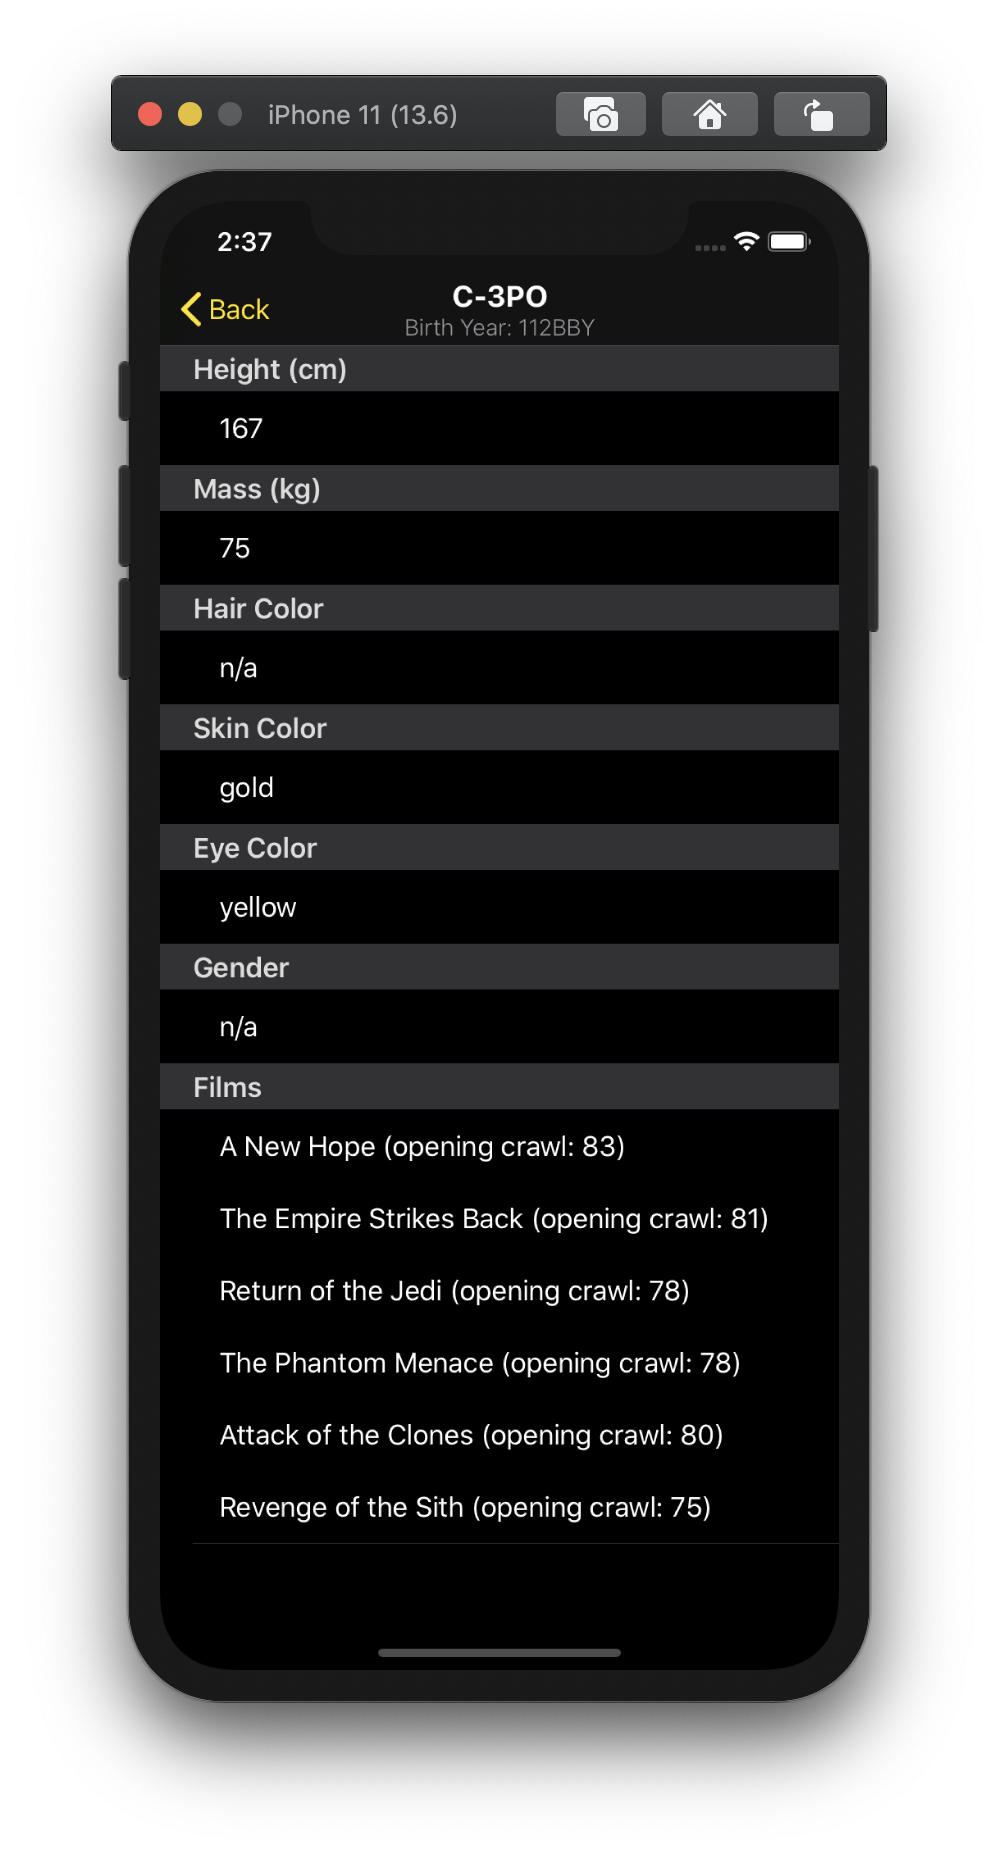 iPhone 11 (13.6)
2:37
Back
C-3PO
Birth Year: 112BBY
Height (cm)
167
Mass (kg)
75
Hair Color
n/a
Skin Color
gold
Eye Color
yellow
Gender
n/a
Films
A New Hope (opening crawl: 83)
The Empire Strikes Back (opening crawl: 81)
Return of the Jedi (opening crawl: 78)
The Phantom Menace (opening crawl: 78)
Attack of the Clones (opening crawl: 80)
Revenge of the Sith (opening crawl: 75)